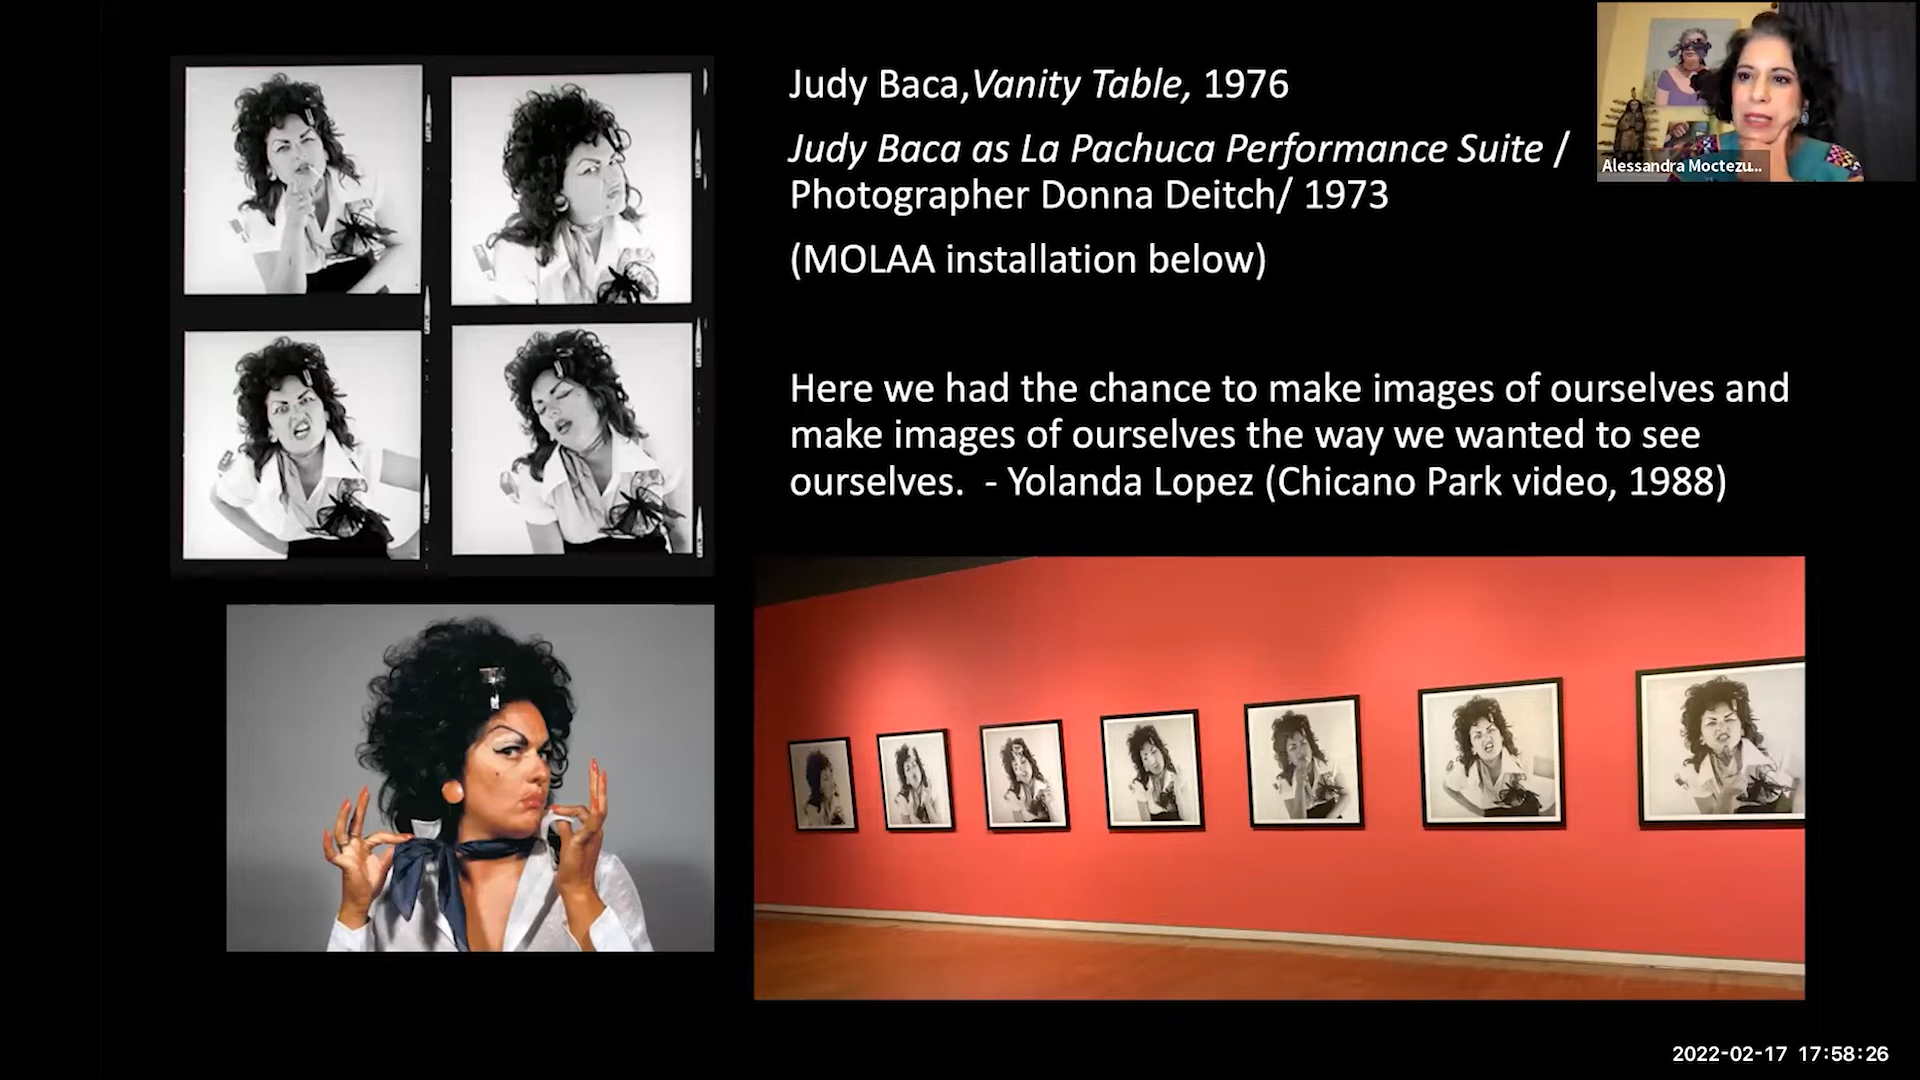 Judy Baca,Vanity Table, 1976
Judy Baca as La Pachuca Performance Suite /
Photographer Donna Deitch/ 1973
(MOLAA installation below)
Here we had the chance to make images of ourselves and
make images of ourselves the way we wanted to see
ourselves.  - Yolanda Lopez (Chicano Park video, 1988)
Alessandra Moctezu...
2022-02-17 17:58:26